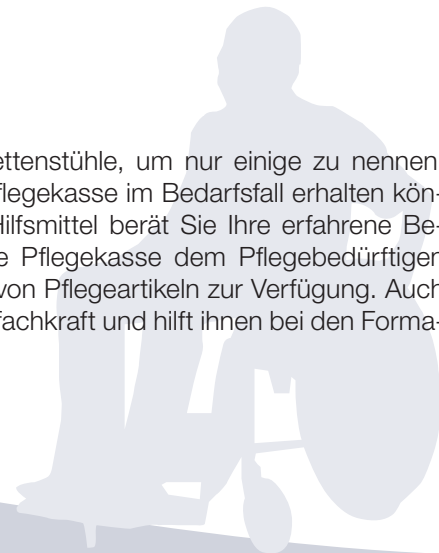 ettenstühle, um nur einige zu nennen
flegekasse im Bedarfsfall erhalten kön-
Hilfsmittel berät Sie Ihre erfahrene Be-
e Pflegekasse dem Pflegebedürftigen
von Pflegeartikeln zur Verfügung. Auch
fachkraft und hilft ihnen bei den Forma-